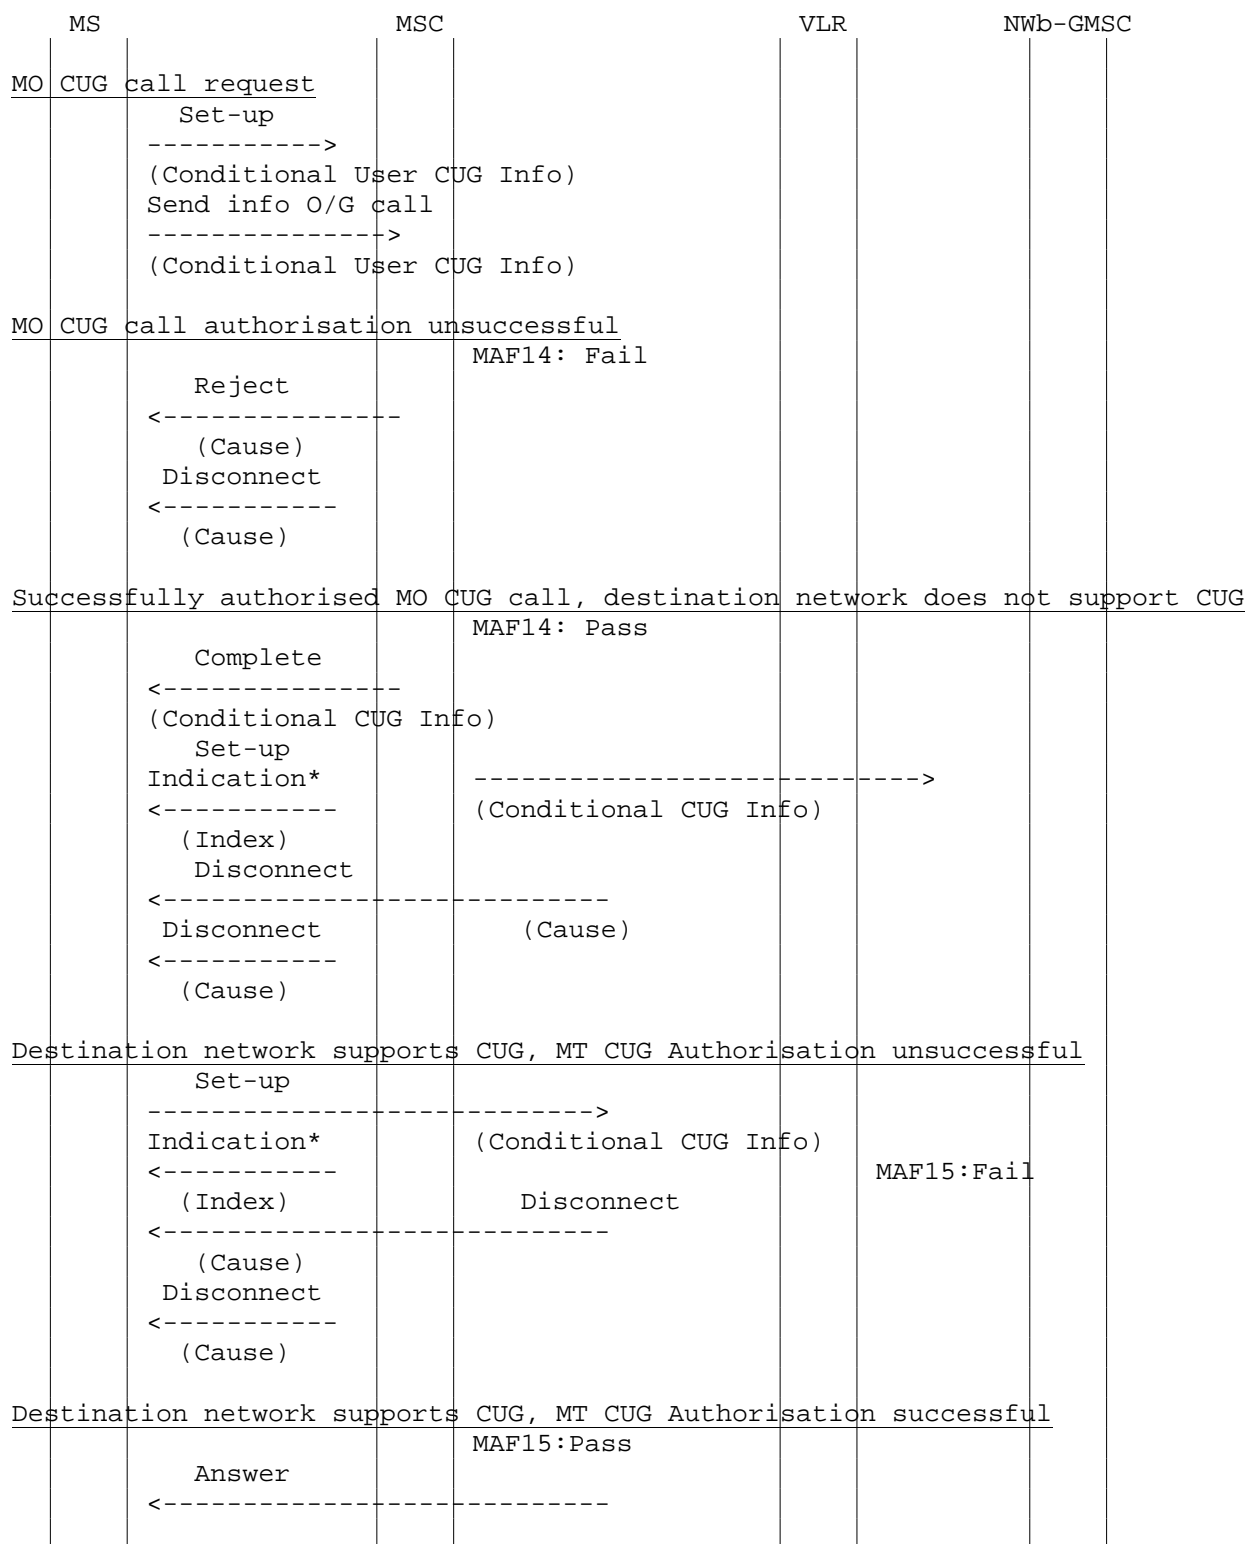 MS MSC VLR NWb-GMSC
MO CUG call request
Set-up
----------->
(Conditional User CUG Info)
Send info O/G call
--------------->
(Conditional User CUG Info)
MO CUG call authorisation unsuccessful
MAF14: Fail
Reject
<---------------
(Cause)
Disconnect
<-----------
(Cause)
Successfully authorised MO CUG call, destination network does not support CUG
MAF14: Pass
Complete
<---------------
(Conditional CUG Info)
Set-up
Indication* ---------------------------->
<----------- (Conditional CUG Info)
(Index)
Disconnect
<----------------------------
Disconnect (Cause)
<-----------
(Cause)
Destination network supports CUG, MT CUG Authorisation unsuccessful
Set-up
---------------------------->
Indication* (Conditional CUG Info)
<----------- MAF15:Fail
(Index) Disconnect
<----------------------------
(Cause)
Disconnect
<-----------
(Cause)
Destination network supports CUG, MT CUG Authorisation successful
MAF15:Pass
Answer
<----------------------------